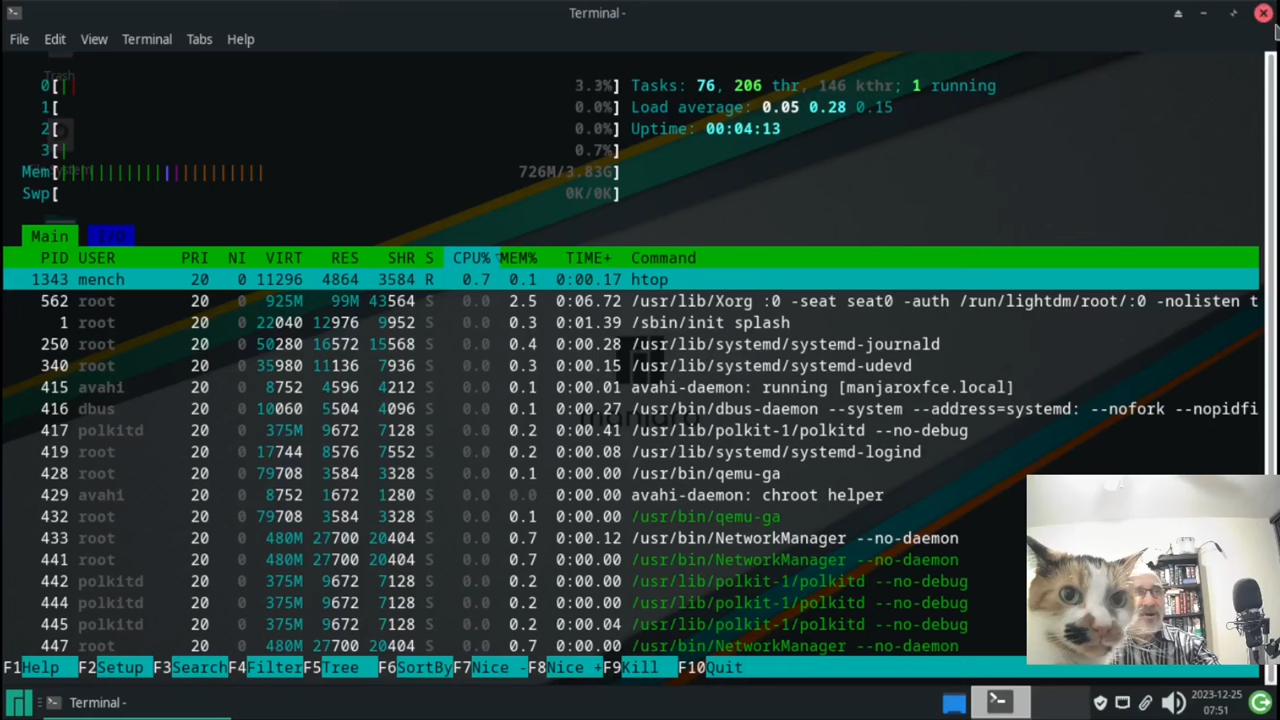 Terminal -
File Edit View Terminal Tabs Help
Trash
0[|| 3.3%] Tasks: 76, 206 thr, 146 kthr; 1 running
1[ 0.0%] Load average: 0.05 0.28 0.15
2[ 0.0%] Uptime: 00:04:13
3[| 0.7%]
Mem[||||||||||||||||||||||| 726M/3.83G]
Swp[ 0K/0K]
Main I/O
PID USER PRI NI VIRT RES SHR S CPU%▽MEM% TIME+ Command
1343 mench 20 0 11296 4864 3584 R 0.7 0.1 0:00.17 htop
562 root 20 0 925M 99M 43564 S 0.0 2.5 0:06.72 /usr/lib/Xorg :0 -seat seat0 -auth /run/lightdm/root/:0 -nolisten t
1 root 20 0 22040 12976 9952 S 0.0 0.3 0:01.39 /sbin/init splash
250 root 20 0 50280 16572 15568 S 0.0 0.4 0:00.28 /usr/lib/systemd/systemd-journald
340 root 20 0 35980 11136 7936 S 0.0 0.3 0:00.15 /usr/lib/systemd/systemd-udevd
415 avahi 20 0 8752 4596 4212 S 0.0 0.1 0:00.01 avahi-daemon: running [manjaroxfce.local]
416 dbus 20 0 10060 5504 4096 S 0.0 0.1 0:00.27 /usr/bin/dbus-daemon --system --address=systemd: --nofork --nopidfi
417 polkitd 20 0 375M 9672 7128 S 0.0 0.2 0:00.41 /usr/lib/polkit-1/polkitd --no-debug
419 root 20 0 17744 8576 7552 S 0.0 0.2 0:00.08 /usr/lib/systemd/systemd-logind
428 root 20 0 79708 3584 3328 S 0.0 0.1 0:00.00 /usr/bin/qemu-ga
429 avahi 20 0 8752 1672 1280 S 0.0 0.0 0:00.00 avahi-daemon: chroot helper
432 root 20 0 79708 3584 3328 S 0.0 0.1 0:00.00 /usr/bin/qemu-ga
433 root 20 0 480M 27700 20404 S 0.0 0.7 0:00.12 /usr/bin/NetworkManager --no-daemon
441 root 20 0 480M 27700 20404 S 0.0 0.7 0:00.00 /usr/bin/NetworkManager --no-daemon
442 polkitd 20 0 375M 9672 7128 S 0.0 0.2 0:00.00 /usr/lib/polkit-1/polkitd --no-debug
444 polkitd 20 0 375M 9672 7128 S 0.0 0.2 0:00.00 /usr/lib/polkit-1/polkitd --no-debug
445 polkitd 20 0 375M 9672 7128 S 0.0 0.2 0:00.04 /usr/lib/polkit-1/polkitd --no-debug
447 root 20 0 480M 27700 20404 S 0.0 0.7 0:00.00 /usr/bin/NetworkManager --no-daemon
F1Help F2Setup F3Search F4Filter F5Tree F6SortBy F7Nice - F8Nice + F9Kill F10Quit
Terminal -
2023-12-25
07:51